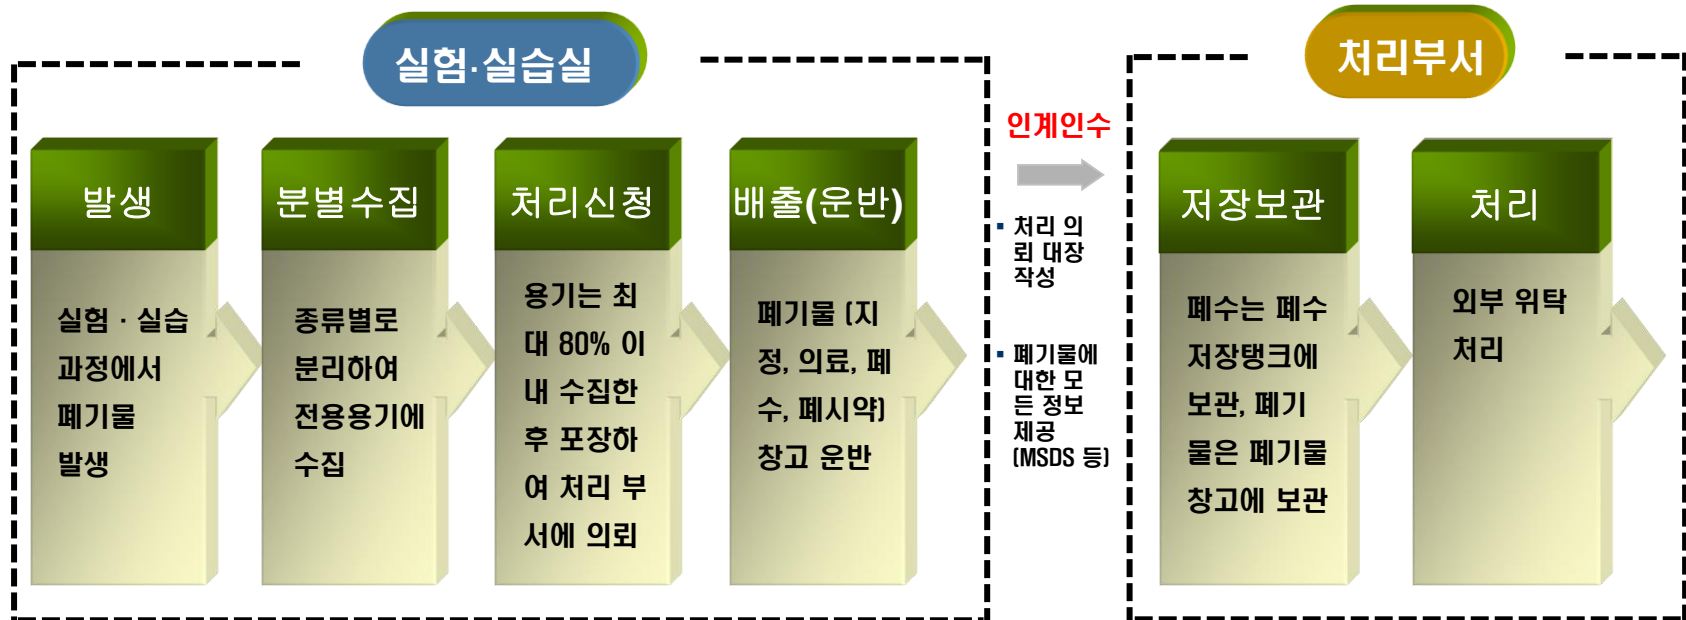 실험·실습실
발생
실험 · 실습
과정에서
폐기물
발생
분별수집
종류별로
분리하여
전용용기에
수집
처리신청
용기는 최
대 80% 이
내 수집한
후 포장하
여 처리 부
서에 의뢰
배출(운반)
폐기물 (지
정, 의료, 폐
수, 폐시약)
창고 운반
인계인수
▪ 처리 의
뢰 대장
작성
▪ 폐기물에
대한 모
든 정보
제공
(MSDS 등)
처리부서
저장보관
폐수는 폐수
저장탱크에
보관, 폐기
물은 폐기물
창고에 보관
처리
외부 위탁
처리